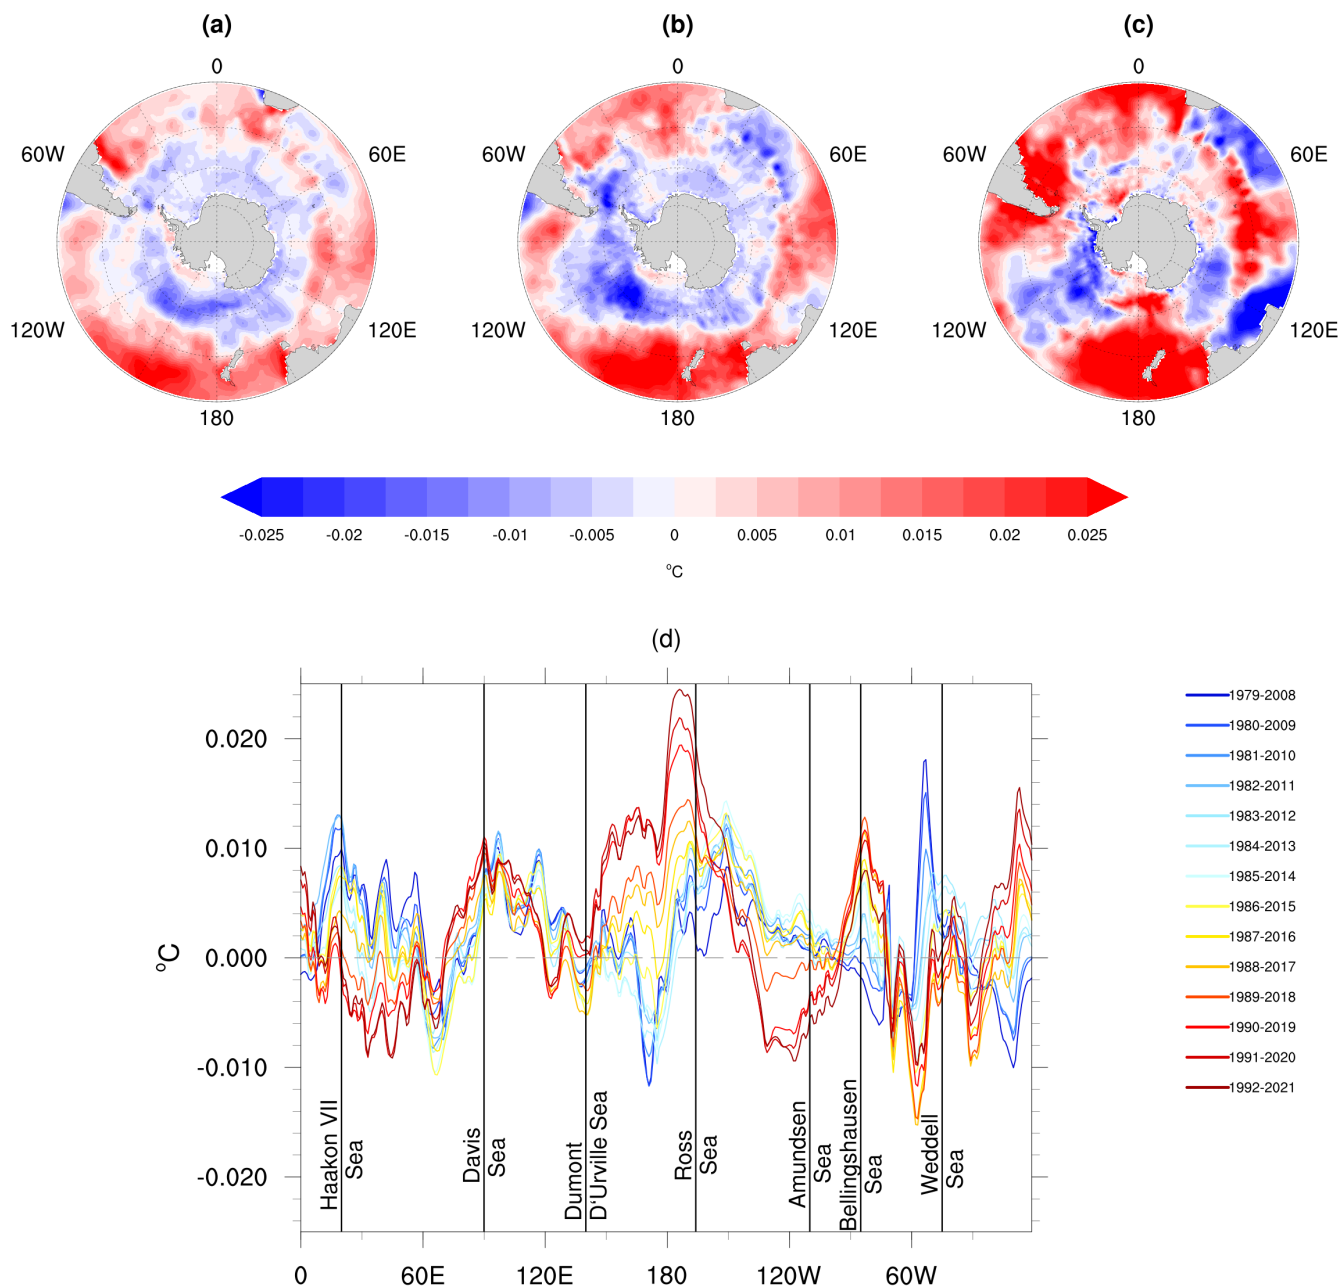 (a) (b) (c)
0 0 0
60W 60E 60W 60E 60W 60E
120W 120E 120W 120E 120W 120E
180 180 180
-0.025 -0.02 -0.015 -0.01 -0.005 0 0.005 0.01 0.015 0.02 0.025
°C
(d)
0.020
0.010
0.000
-0.010
-0.020
°C
Haakon VII
Sea
Davis
Sea
Dumont
D'Urville Sea
Ross
Sea
Amundsen
Sea
Bellingshausen
Sea
Weddell
Sea
0 60E 120E 180 120W 60W
1979-2008
1980-2009
1981-2010
1982-2011
1983-2012
1984-2013
1985-2014
1986-2015
1987-2016
1988-2017
1989-2018
1990-2019
1991-2020
1992-2021